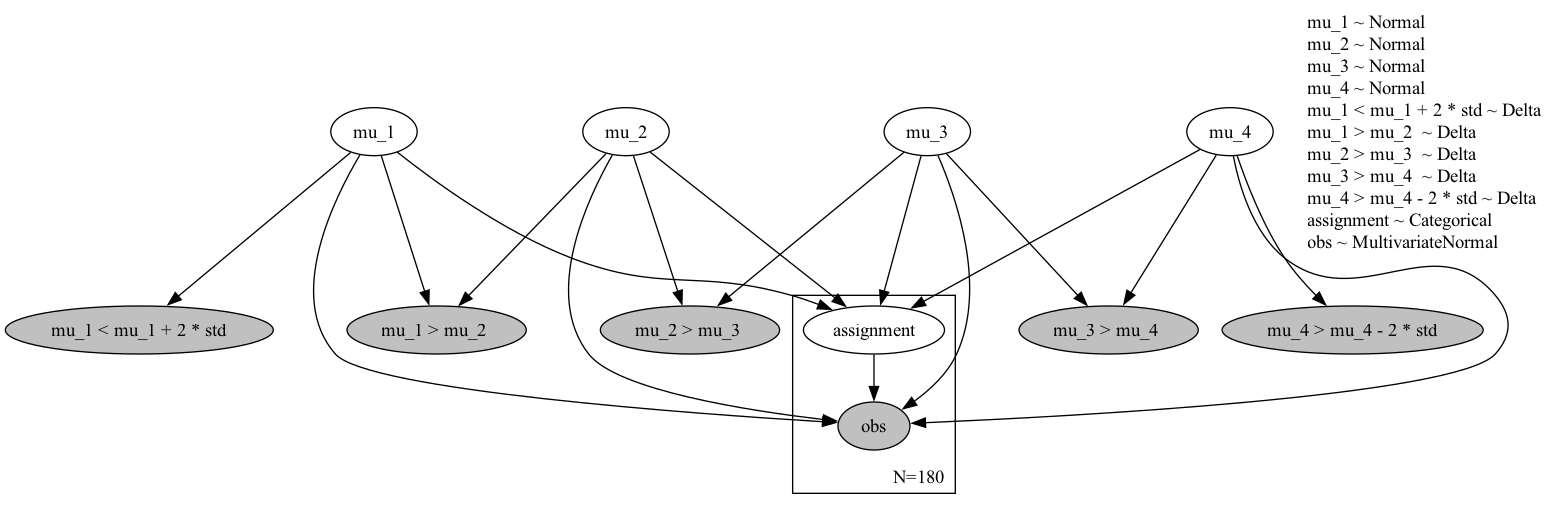 mu_1 ~ Normal
mu_2 ~ Normal
mu_3 ~ Normal
mu_4 ~ Normal
mu_1 < mu_1 + 2 * std ~ Delta
mu_1 > mu_2  ~ Delta
mu_2 > mu_3  ~ Delta
mu_3 > mu_4  ~ Delta
mu_4 > mu_4 - 2 * std ~ Delta
assignment ~ Categorical
obs ~ MultivariateNormal
mu_1
mu_2
mu_3
mu_4
mu_1 < mu_1 + 2 * std
mu_1 > mu_2
mu_2 > mu_3
assignment
mu_3 > mu_4
mu_4 > mu_4 - 2 * std
obs
N=180